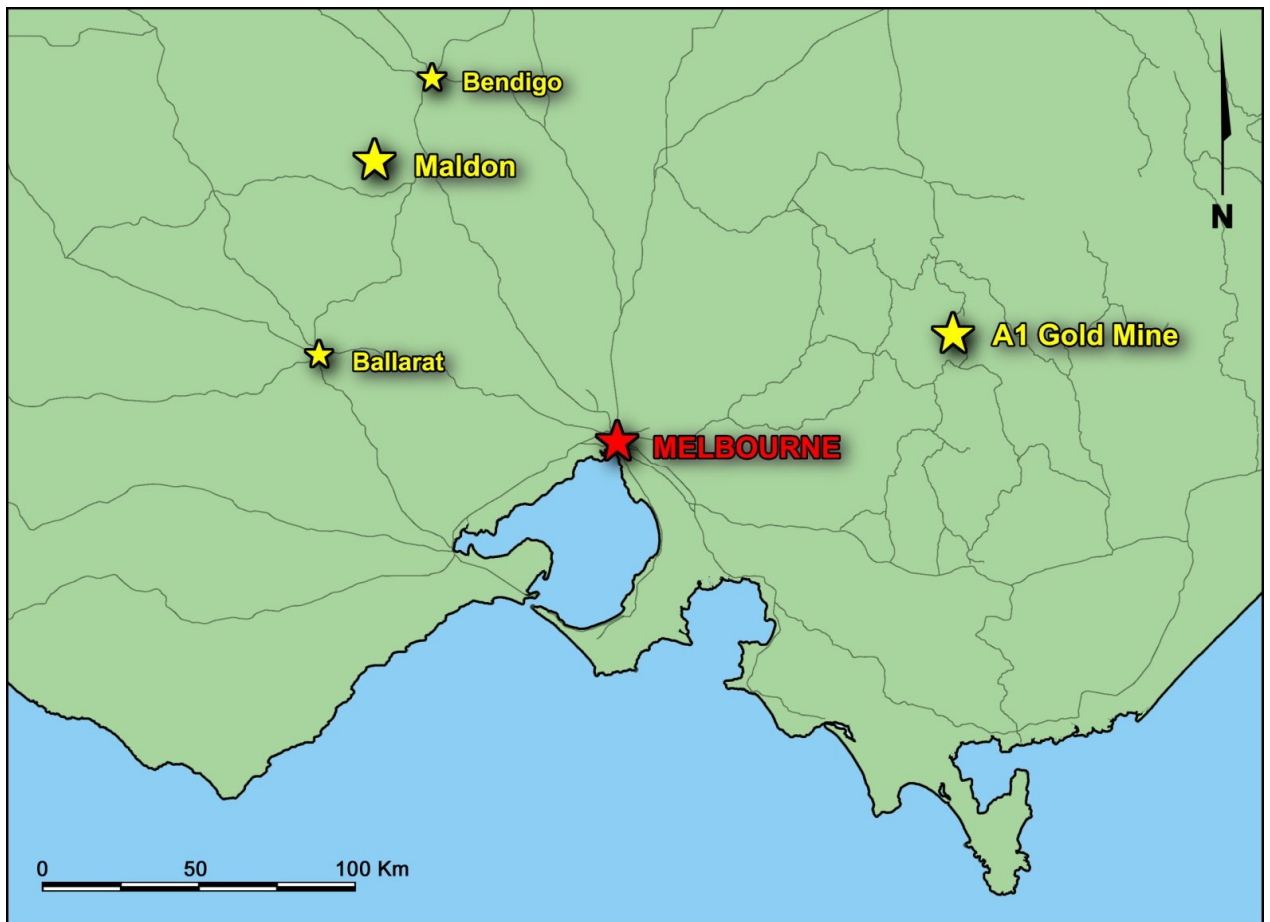 Bendigo
Maldon
N
A1 Gold Mine
Ballarat
MELBOURNE
0 50 100 Km